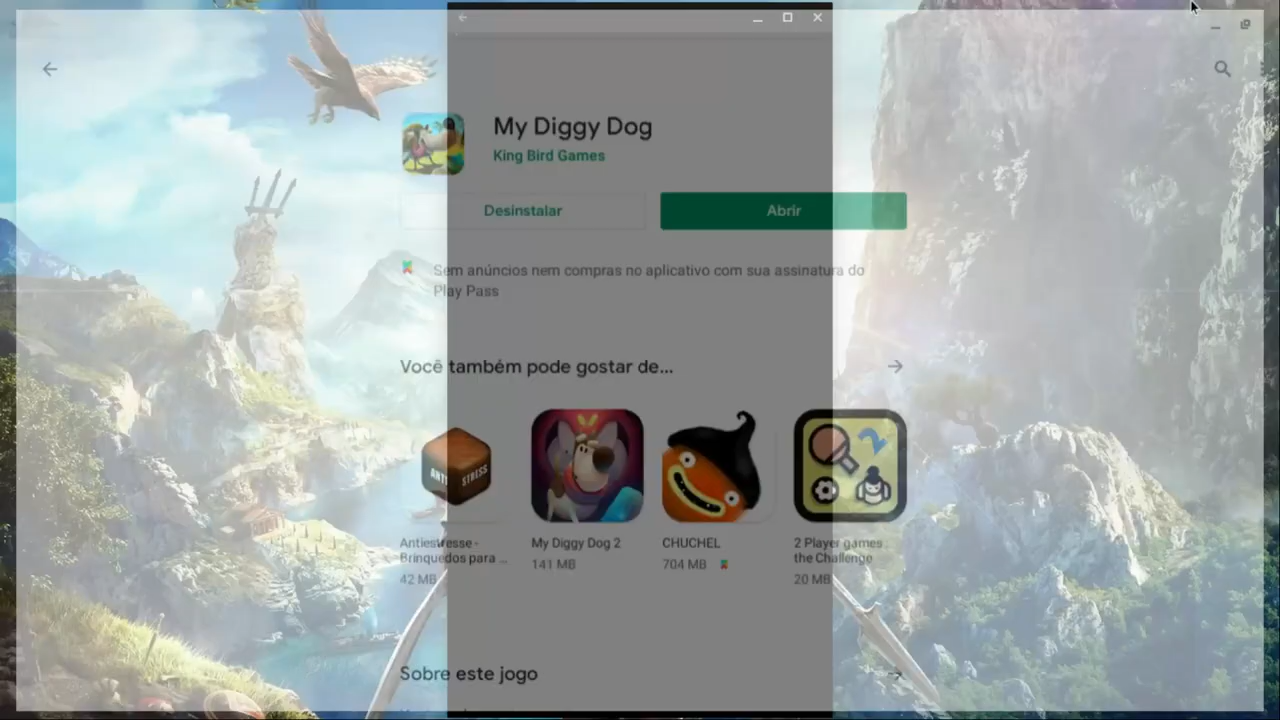 My Diggy Dog
King Bird Games
Desinstalar
Abrir
Sem anúncios nem compras no aplicativo com sua assinatura do
Play Pass
Você também pode gostar de...
ANTI STRESS
Antiestresse -
Brinquedos para ...
42 MB
My Diggy Dog 2
141 MB
CHUCHEL
704 MB
2 Player games :
the Challenge
20 MB
Sobre este jogo